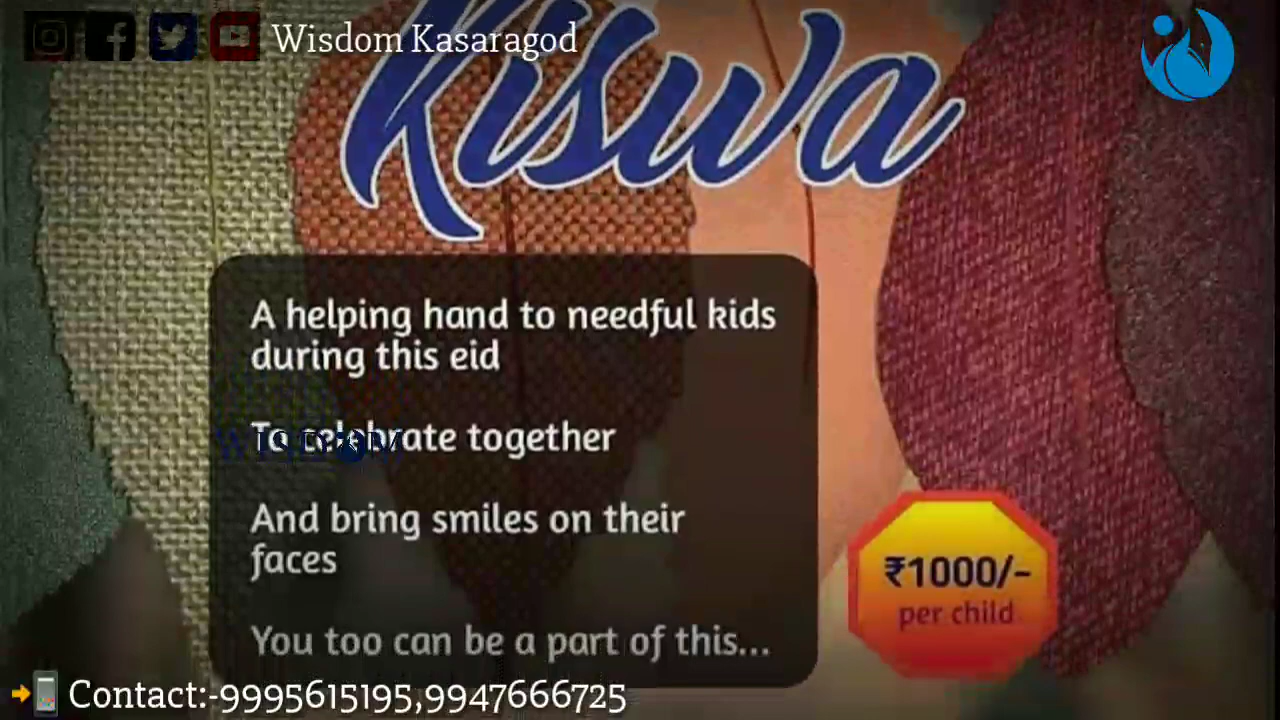 Wisdom Kasaragod
Kiswa
A helping hand to needful kids
during this eid
To celebrate together
WISDOM
And bring smiles on their
faces
₹1000/-
per child
You too can be a part of this...
Contact:-9995615195,9947666725